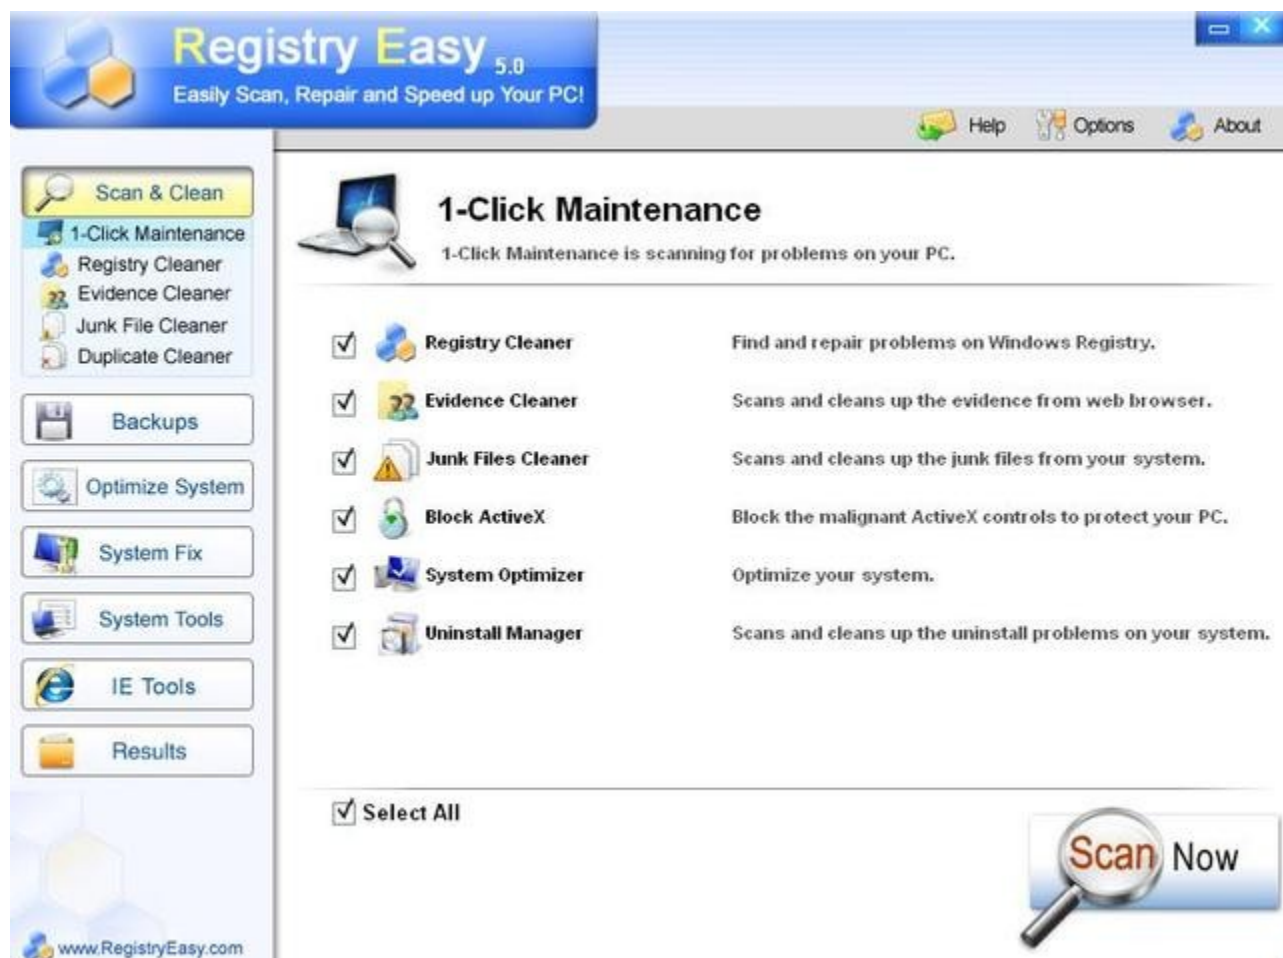 Registry Easy 5.0
Easily Scan, Repair and Speed up Your PC!
Help Options About
Scan & Clean
1-Click Maintenance
Registry Cleaner
Evidence Cleaner
Junk File Cleaner
Duplicate Cleaner
Backups
Optimize System
System Fix
System Tools
IE Tools
Results
www.RegistryEasy.com
1-Click Maintenance
1-Click Maintenance is scanning for problems on your PC.
Registry Cleaner Find and repair problems on Windows Registry.
Evidence Cleaner Scans and cleans up the evidence from web browser.
Junk Files Cleaner Scans and cleans up the junk files from your system.
Block ActiveX Block the malignant ActiveX controls to protect your PC.
System Optimizer Optimize your system.
Uninstall Manager Scans and cleans up the uninstall problems on your system.
Select All
Scan Now